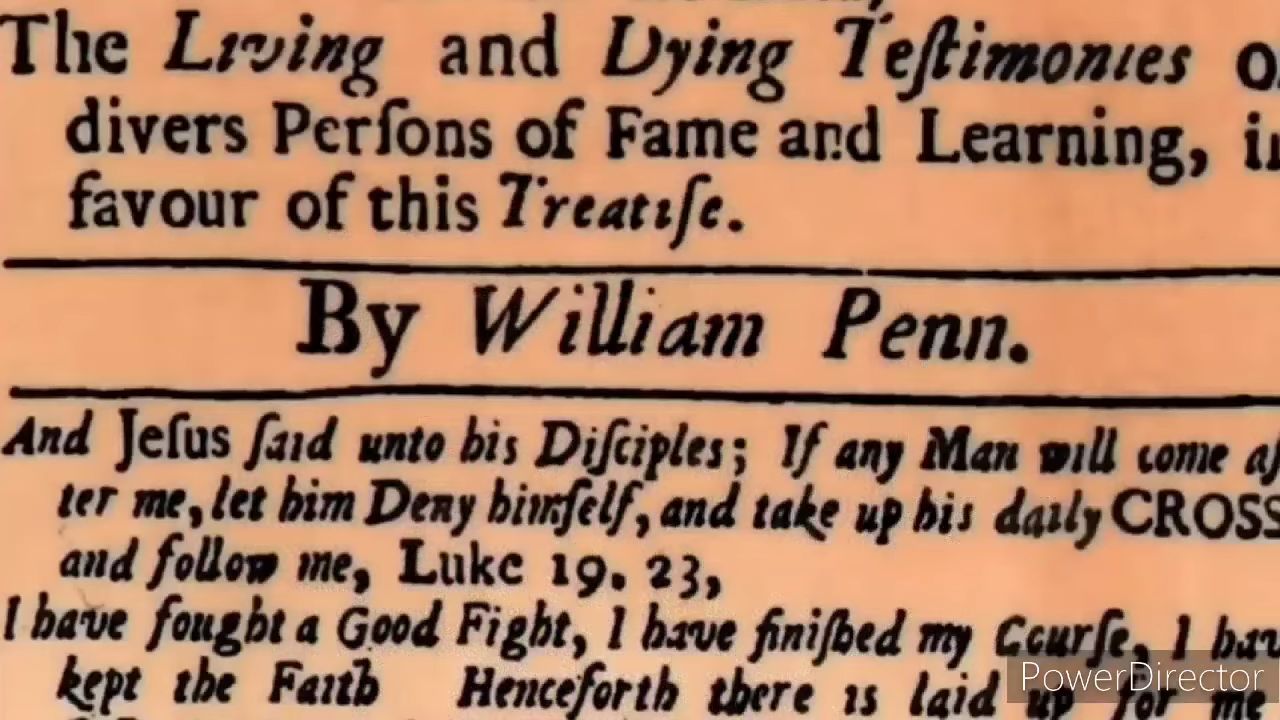 The Living and Dying Testimonies o
divers Perſons of Fame and Learning, i
favour of this Treatiſe.
By William Penn.
And Jeſus ſaid unto his Diſciples; If any Man will come af
ter me, let him Deny himſelf, and take up his daily CROSS
and follow me, Luke 19. 23,
I have fought a Good Fight, I have finiſhed my Courſe, I hav
kept the Faith Henceforth there is laid up for me
PowerDirector